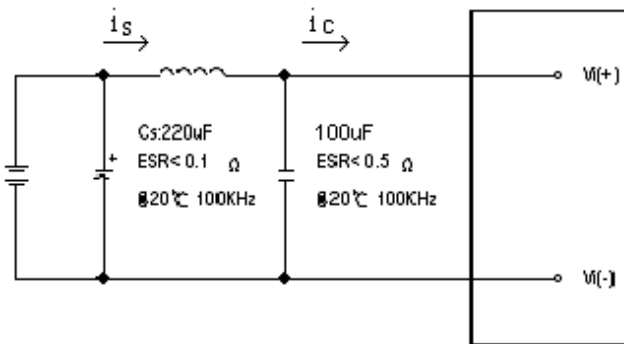 is
ic
Vi(+)
Cs:220uF
ESR< 0.1 Ω
@20℃ 100KHz
100uF
ESR< 0.5 Ω
@20℃ 100KHz
+
Vi(-)